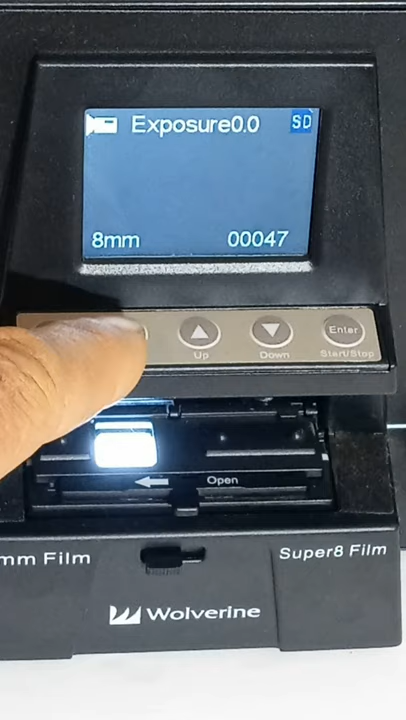 Exposure0.0 SD
8mm 00047
Up Down Enter
Start/Stop
Open
mm Film Super8 Film
Wolverine